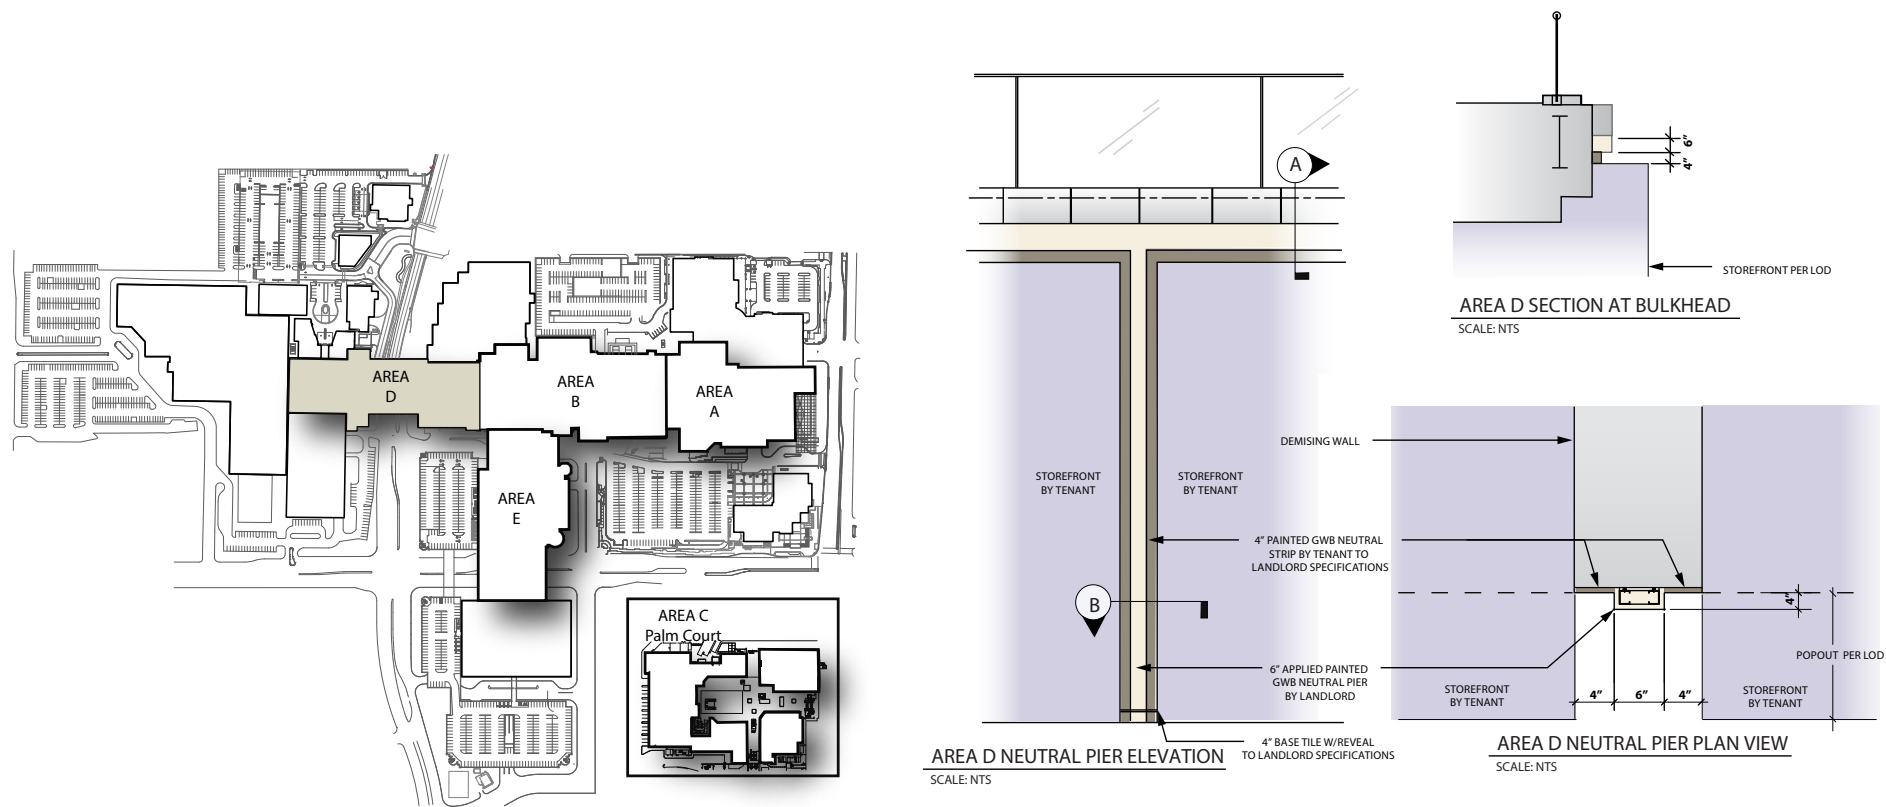 AREA
D
AREA
B
AREA
A
AREA
E
AREA C
Palm Court
A
STOREFRONT
BY TENANT
STOREFRONT
BY TENANT
4” PAINTED GWB NEUTRAL
STRIP BY TENANT TO
LANDLORD SPECIFICATIONS
B
6” APPLIED PAINTED
GWB NEUTRAL PIER
BY LANDLORD
4” BASE TILE W/REVEAL
TO LANDLORD SPECIFICATIONS
AREA D NEUTRAL PIER ELEVATION
SCALE: NTS
6”
4”
STOREFRONT PER LOD
AREA D SECTION AT BULKHEAD
SCALE: NTS
DEMISING WALL
4”
POPOUT PER LOD
STOREFRONT
BY TENANT
4”
6”
4”
STOREFRONT
BY TENANT
AREA D NEUTRAL PIER PLAN VIEW
SCALE: NTS